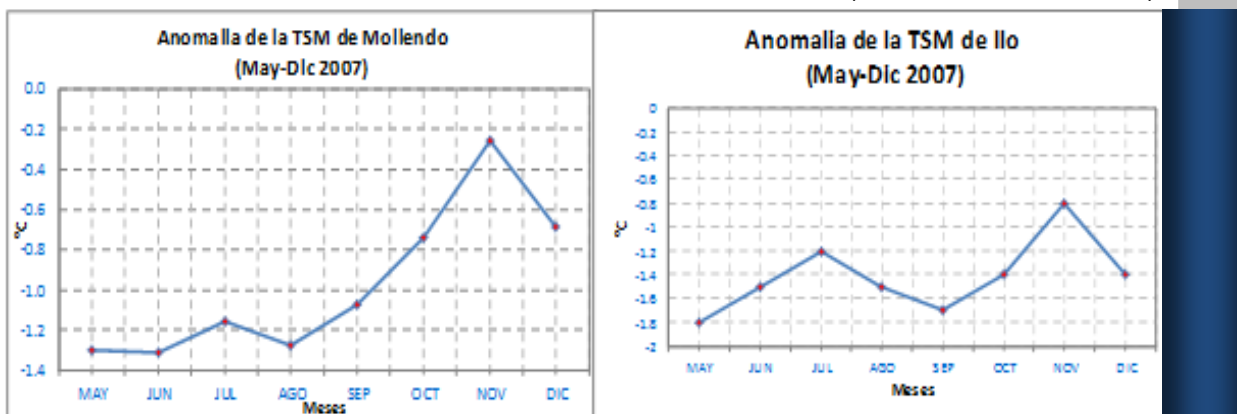 Anomalla de la TSM de Mollendo
(May-Dlc 2007)
0.0
-0.2
-0.4
-0.6
-0.8
-1.0
-1.2
-1.4
°C
MAY JUN JUL AGO SEP OCT NOV DIC
Meses
Anomalla de la TSM de Ilo
(May-Dlc 2007)
0
-0.2
-0.4
-0.6
-0.8
-1
-1.2
-1.4
-1.6
-1.8
-2
°C
MAY JUN JUL AGO SEP OCT NOV DIC
Meses